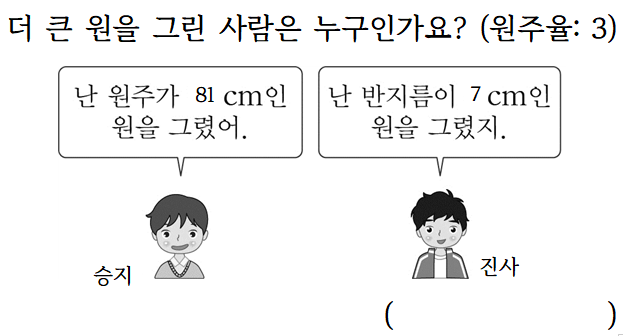 더 큰 원을 그린 사람은 누구인가요? (원주율: 3)
난 원주가 81 cm인
원을 그렸어.
난 반지름이 7 cm인
원을 그렸지.
승지
진사
( )